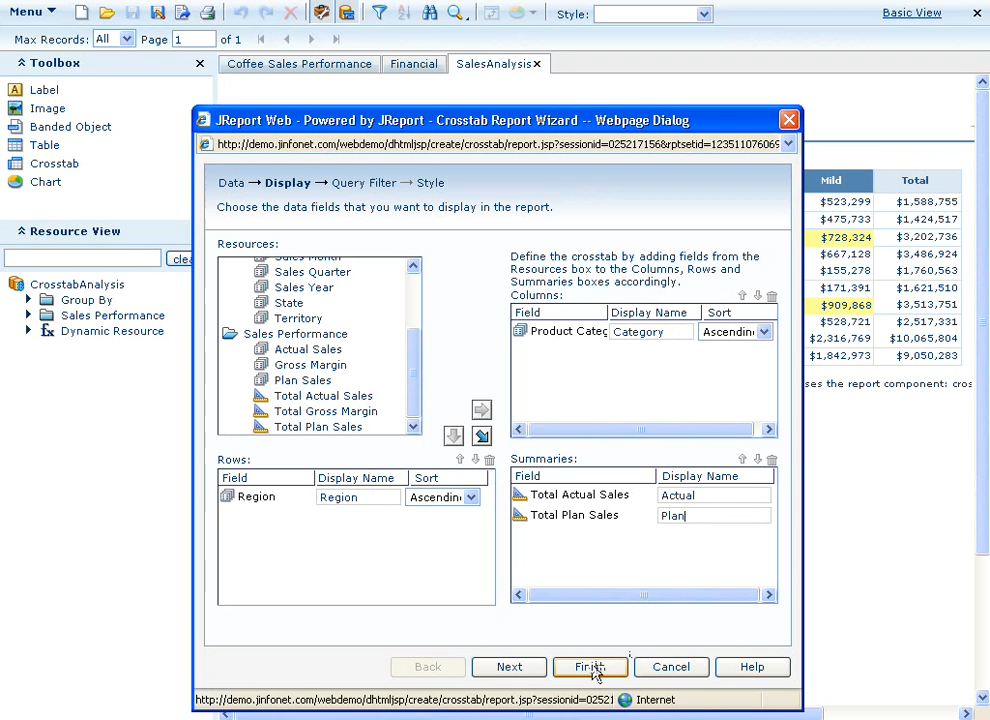 Menu
Style:
Basic View
Max Records: All Page 1 of 1
Toolbox
Label
Image
Banded Object
Table
Crosstab
Chart
Resource View
CrosstabAnalysis
Group By
Sales Performance
Dynamic Resource
Coffee Sales Performance
Financial
SalesAnalysis
JReport Web - Powered by JReport - Crosstab Report Wizard -- Webpage Dialog
http://demo.jinfonet.com/webdemo/dhtmljsp/create/crosstab/report.jsp?sessionid=025217156&rptsetid=123511076069
Data → Display → Query Filter → Style
Choose the data fields that you want to display in the report.
Resources:
Sales Month
Sales Quarter
Sales Year
State
Territory
Sales Performance
Actual Sales
Gross Margin
Plan Sales
Total Actual Sales
Total Gross Margin
Total Plan Sales
Define the crosstab by adding fields from the
Resources box to the Columns, Rows and
Summaries boxes accordingly.
Columns:
Field Display Name Sort
Product Categ Category Ascending
Rows:
Field Display Name Sort
Region Region Ascending
Summaries:
Field Display Name
Total Actual Sales Actual
Total Plan Sales Plan
Back Next Finish Cancel Help
http://demo.jinfonet.com/webdemo/dhtmljsp/create/crosstab/report.jsp?sessionid=02521
Internet
Mild Total
$523,299 $1,588,755
$475,733 $1,424,517
$728,324 $3,202,736
$667,128 $3,486,924
$155,278 $1,760,563
$171,391 $1,621,510
$909,868 $3,513,751
$528,721 $2,517,331
$2,316,769 $10,065,804
$1,842,973 $9,050,283
ses the report component: cros